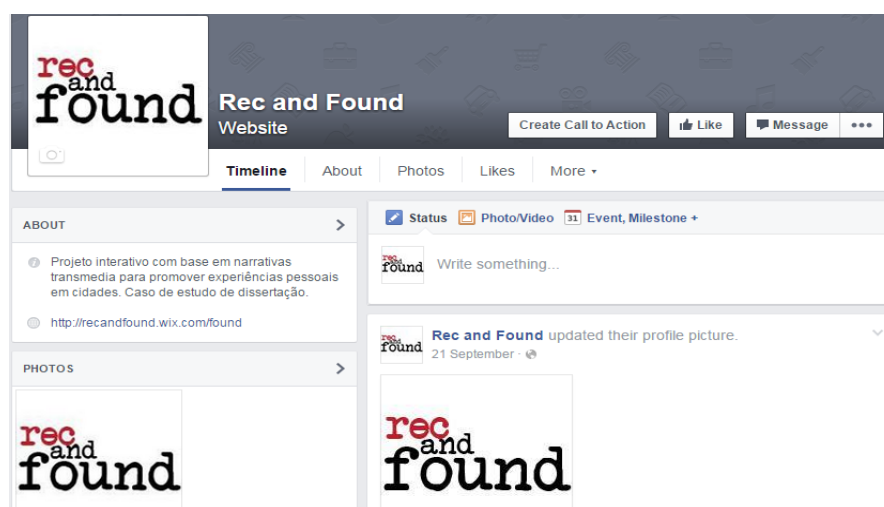 rec
and
found
Rec and Found
Website
Create Call to Action
Like
Message
Timeline
About
Photos
Likes
More
ABOUT
Projeto interativo com base em narrativas
transmedia para promover experiências pessoais
em cidades. Caso de estudo de dissertação.
http://recandfound.wix.com/found
PHOTOS
rec
and
found
Status
Photo/Video
31
Event, Milestone +
rec
and
found
Write something...
rec
and
found
Rec and Found updated their profile picture.
21 September ·
rec
and
found